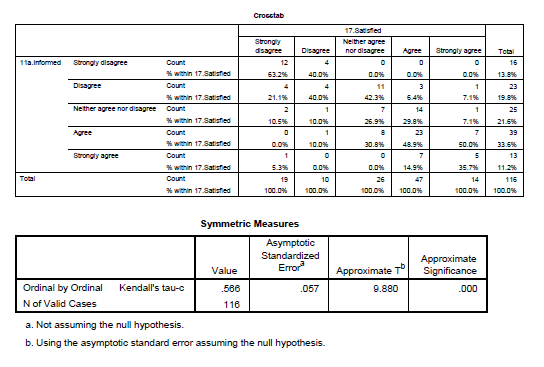 Crosstab
17.Satisfied
Strongly disagree Disagree Neither agree nor disagree Agree Strongly agree Total
11a.Informed Strongly disagree Count 12 4 0 0 0 16
% within 17.Satisfied 63.2% 40.0% 0.0% 0.0% 0.0% 13.8%
Disagree Count 4 4 11 3 1 23
% within 17.Satisfied 21.1% 40.0% 42.3% 6.4% 7.1% 19.8%
Neither agree nor disagree Count 2 1 7 14 1 25
% within 17.Satisfied 10.5% 10.0% 26.9% 29.8% 7.1% 21.6%
Agree Count 0 1 8 23 7 39
% within 17.Satisfied 0.0% 10.0% 30.8% 48.9% 50.0% 33.6%
Strongly agree Count 1 0 0 7 5 13
% within 17.Satisfied 5.3% 0.0% 0.0% 14.9% 35.7% 11.2%
Total Count 19 10 26 47 14 116
% within 17.Satisfied 100.0% 100.0% 100.0% 100.0% 100.0% 100.0%
Symmetric Measures
Value Asymptotic Standardized Error^a Approximate T^b Approximate Significance
Ordinal by Ordinal Kendall's tau-c .566 .057 9.880 .000
N of Valid Cases 116
a. Not assuming the null hypothesis.
b. Using the asymptotic standard error assuming the null hypothesis.